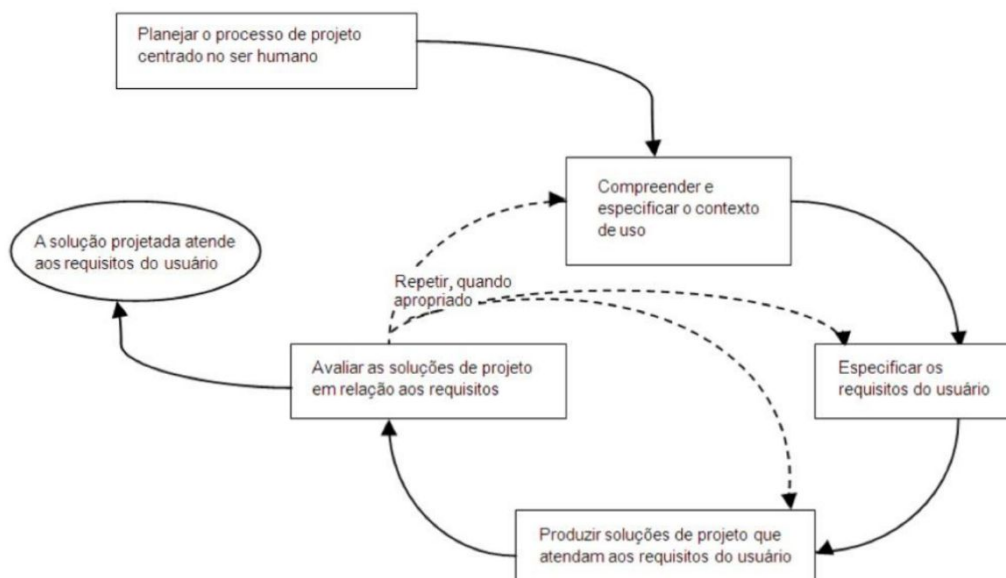 Planejar o processo de projeto
centrado no ser humano
Compreender e
especificar o contexto
de uso
A solução projetada atende
aos requisitos do usuário
Repetir, quando
apropriado
Avaliar as soluções de projeto
em relação aos requisitos
Especificar os
requisitos do usuário
Produzir soluções de projeto que
atendam aos requisitos do usuário